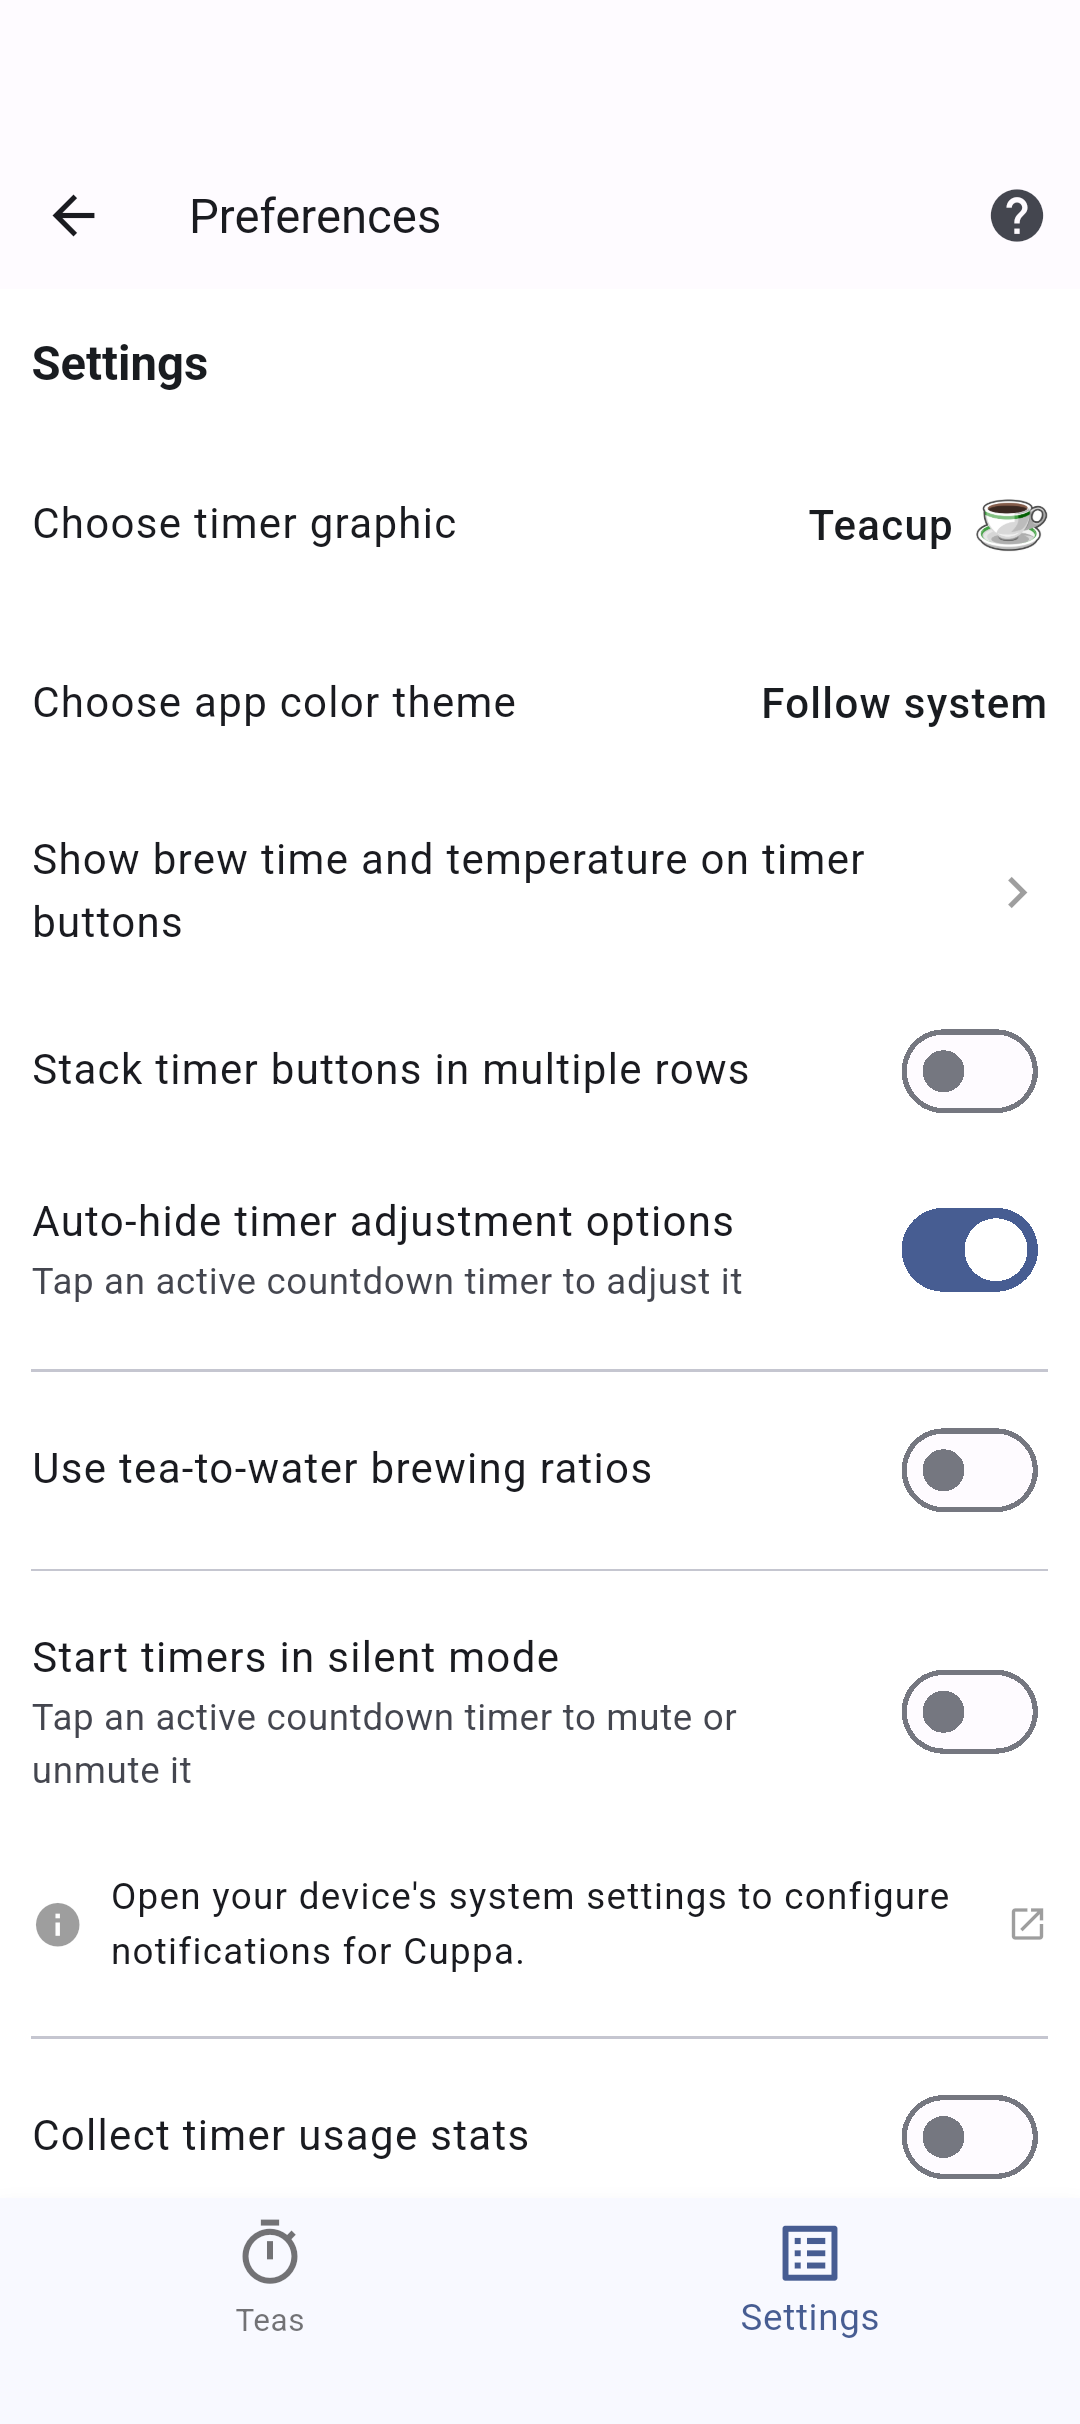 Preferences
Settings
Choose timer graphic
Teacup
Choose app color theme
Follow system
Show brew time and temperature on timer
buttons
Stack timer buttons in multiple rows
Auto-hide timer adjustment options
Tap an active countdown timer to adjust it
Use tea-to-water brewing ratios
Start timers in silent mode
Tap an active countdown timer to mute or
unmute it
Open your device's system settings to configure
notifications for Cuppa.
Collect timer usage stats
Teas
Settings